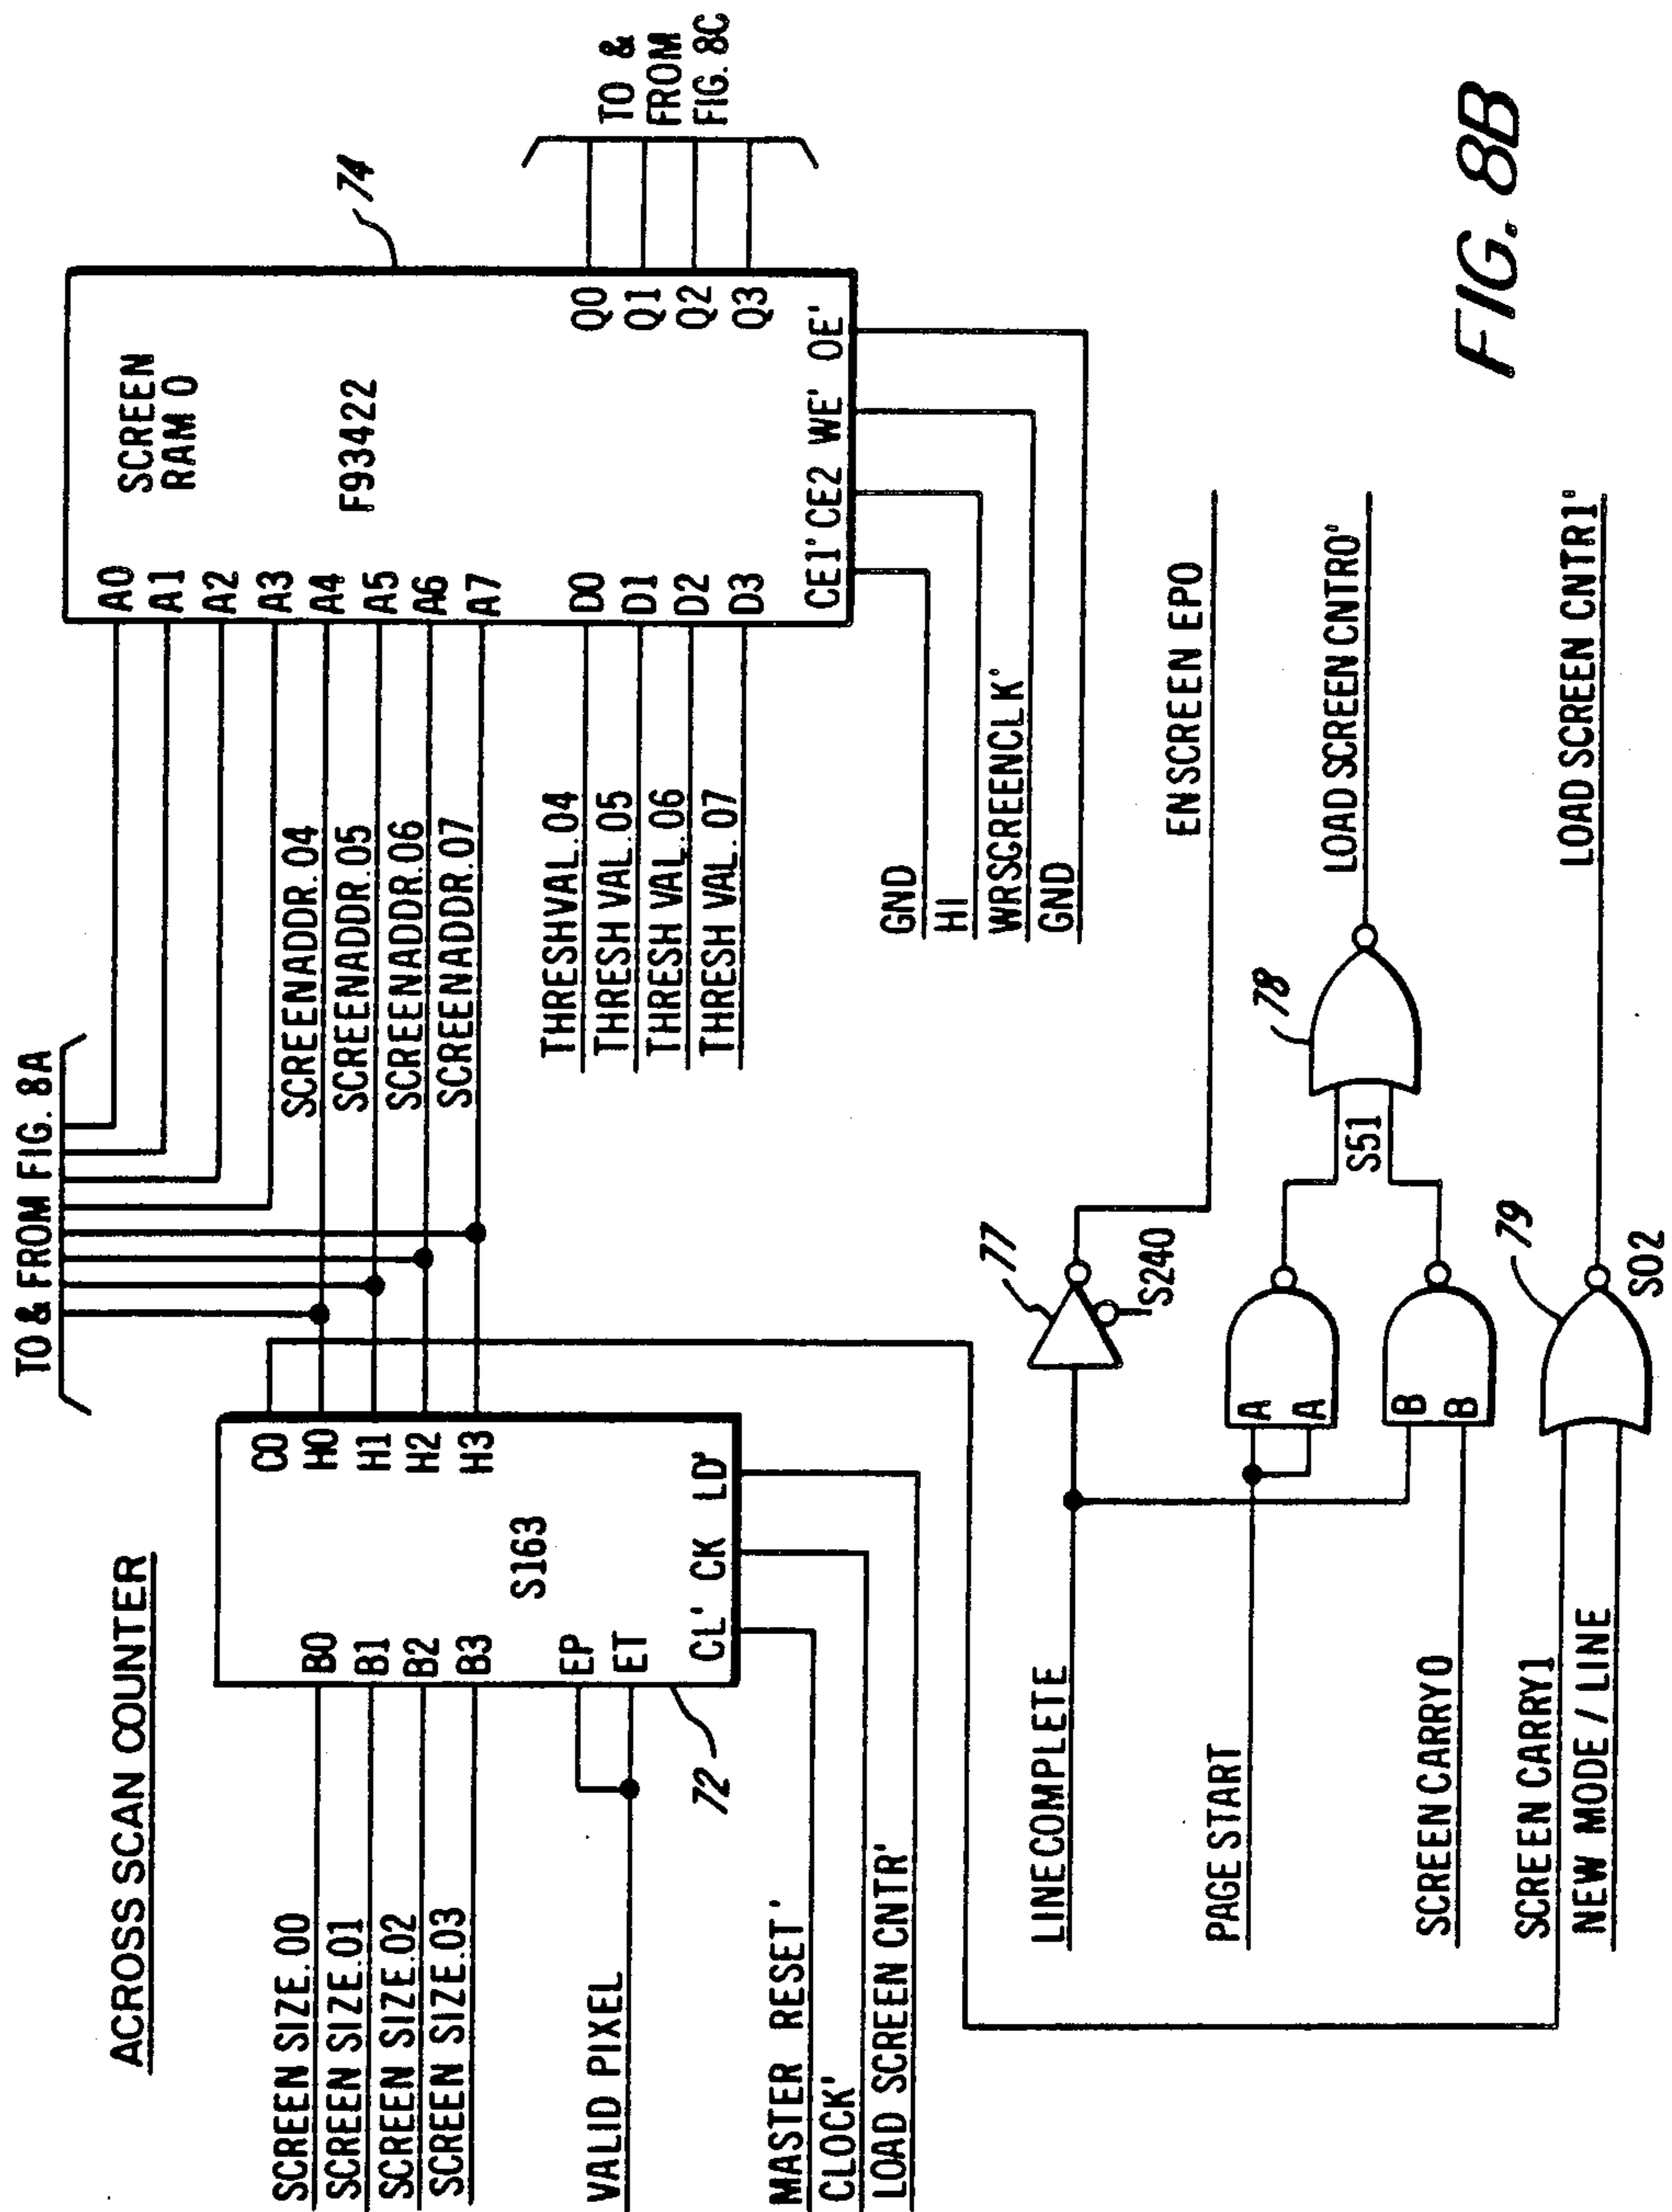 ACROSS SCAN COUNTER
TO & FROM FIG. 8A
SCREEN SIZE.00
SCREEN SIZE.01
SCREEN SIZE.02
SCREEN SIZE.03
VALID PIXEL
MASTER RESET'
CLOCK'
LOAD SCREEN CNTR'
B0
B1
B2
B3
EP
ET
S163
CL' CK LD'
C0
H0
H1
H2
H3
72
SCREENADDR.04
SCREENADDR.05
SCREENADDR.06
SCREENADDR.07
THRESHVAL.04
THRESH VAL.05
THRESH VAL.06
THRESH VAL.07
GND
HI
WRSCREENCLK'
GND
A0
A1
A2
A3
A4
A5
A6
A7
D0
D1
D2
D3
SCREEN
RAM 0
F93422
CE1' CE2 WE' OE'
Q0
Q1
Q2
Q3
74
TO &
FROM
FIG. 8C
LINECOMPLETE
PAGE START
SCREEN CARRY 0
SCREEN CARRY1
NEW MODE / LINE
77
S240
A
A
B
B
S51
78
79
S02
ENSCREEN EPO
LOAD SCREEN CNTR0'
LOAD SCREEN CNTR1'
FIG. 8B